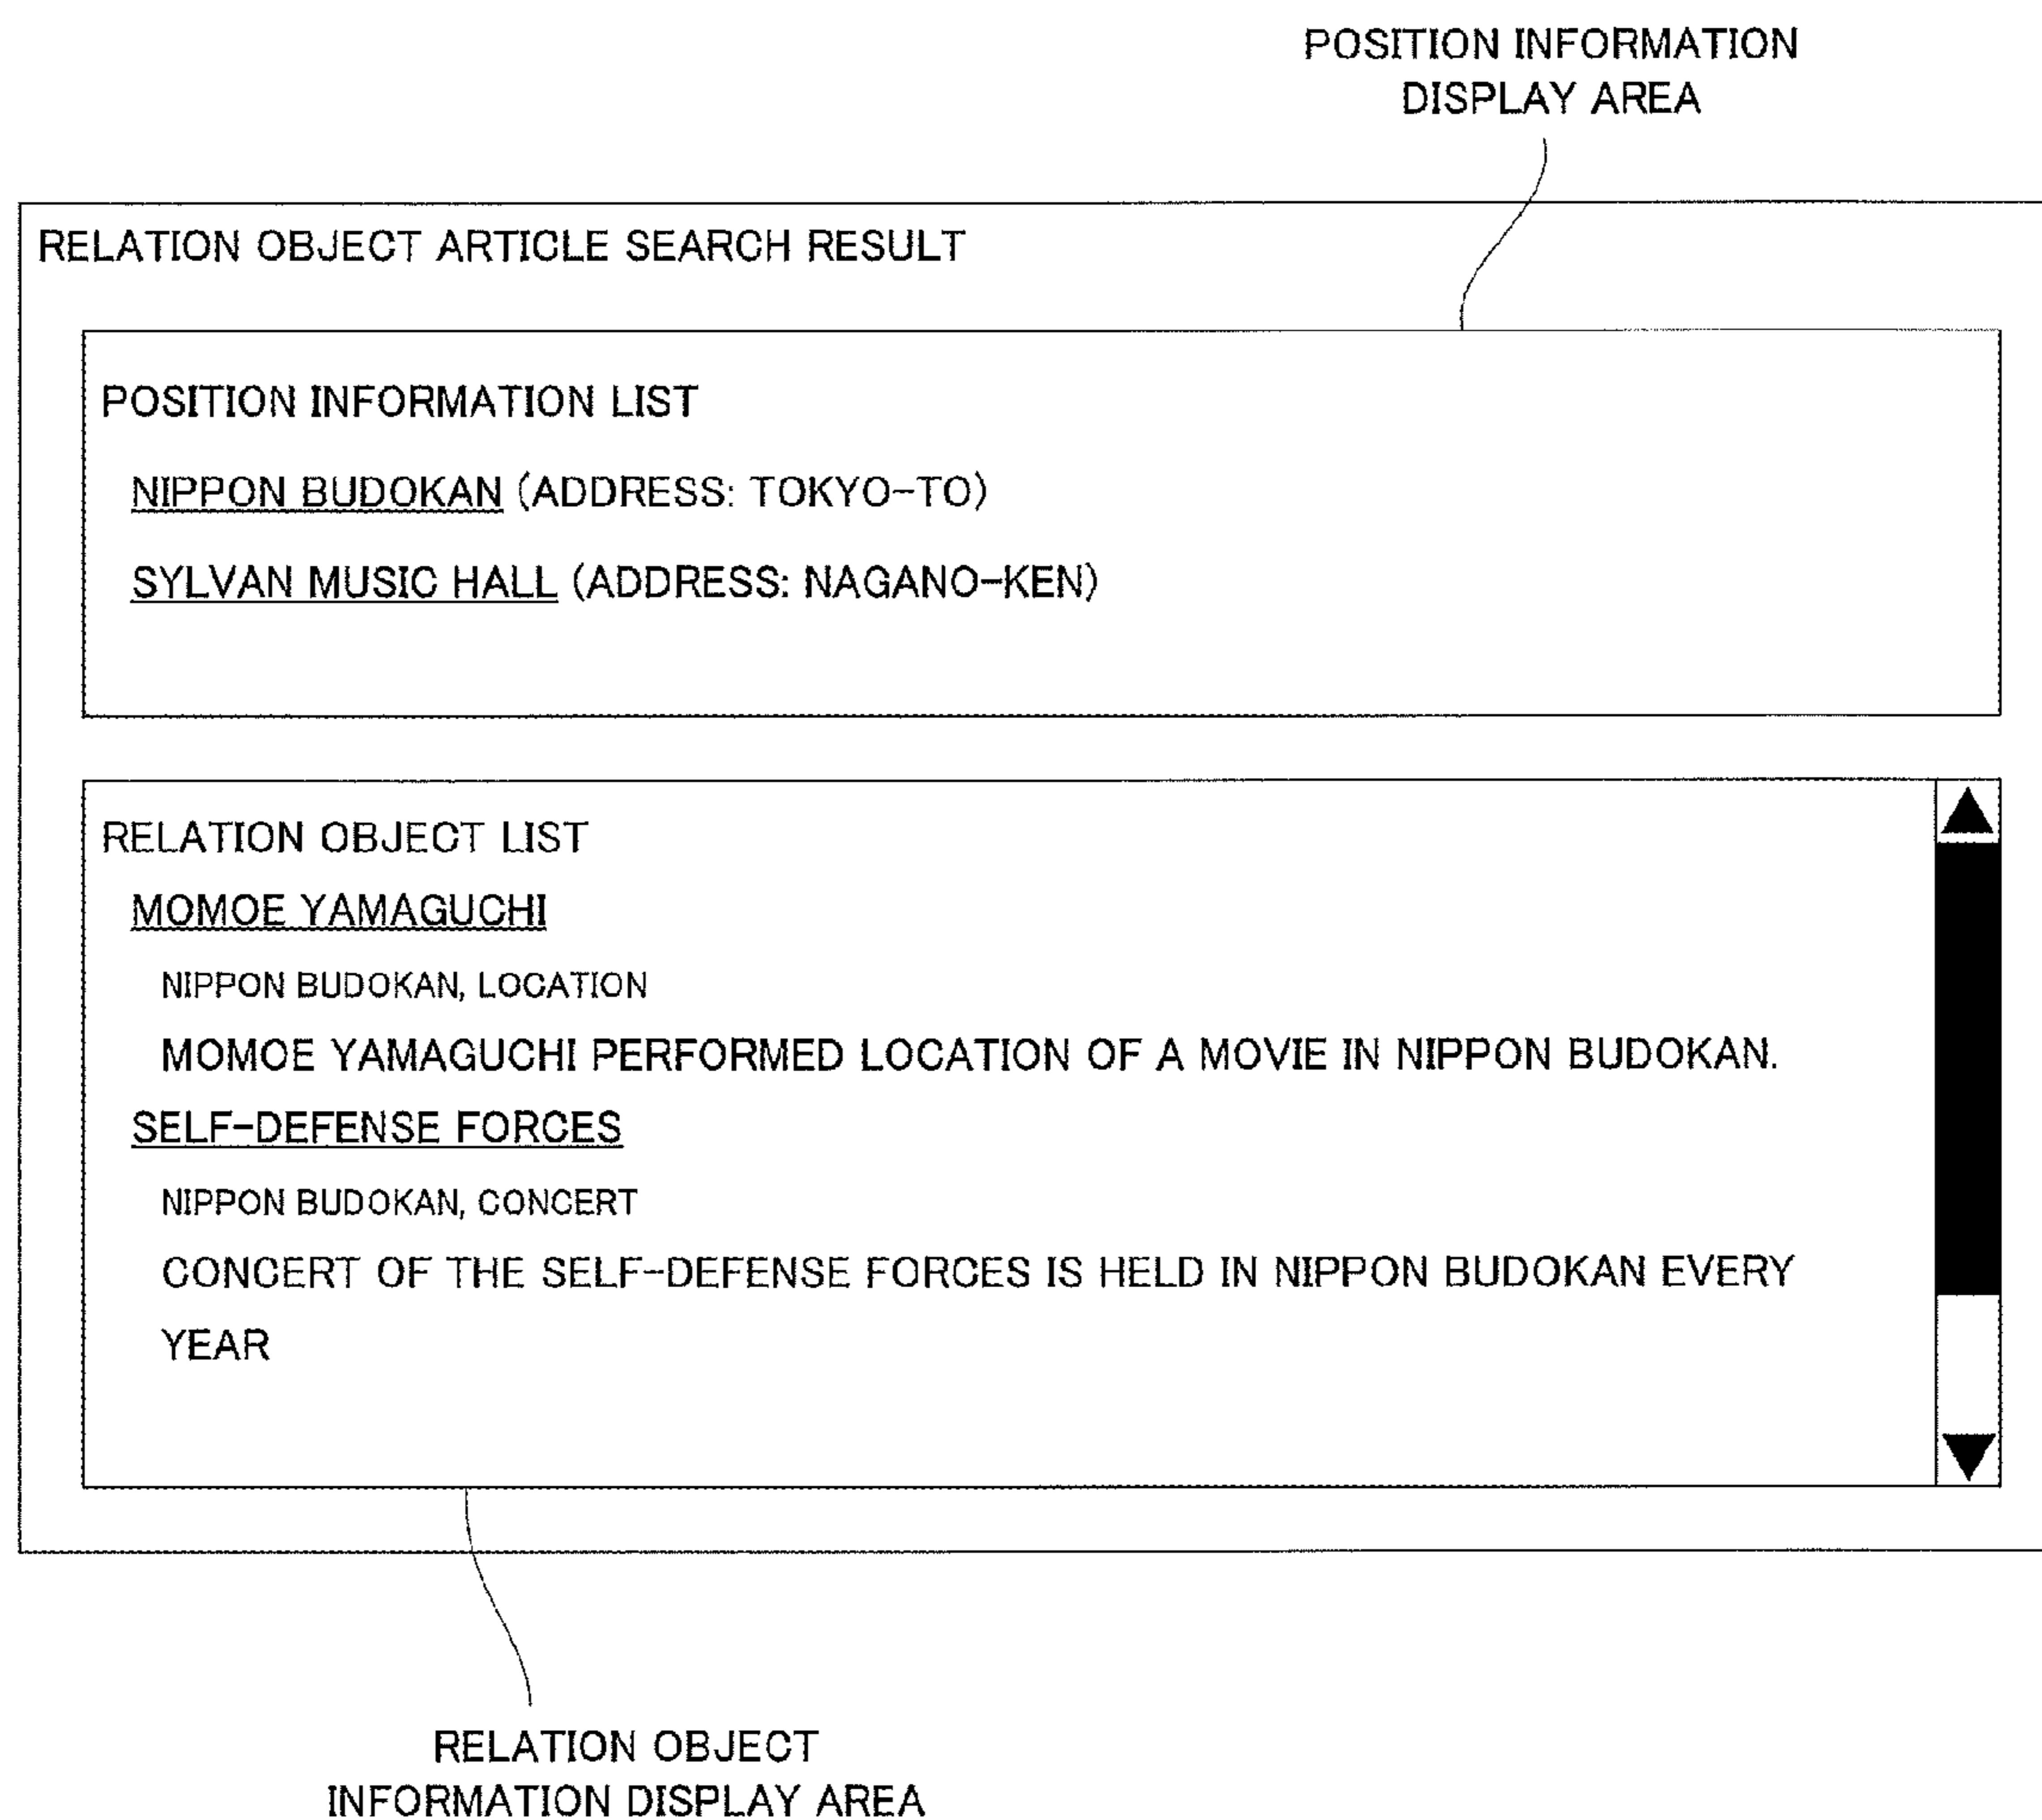 POSITION INFORMATION
DISPLAY AREA
RELATION OBJECT ARTICLE SEARCH RESULT
POSITION INFORMATION LIST
NIPPON BUDOKAN (ADDRESS: TOKYO-TO)
SYLVAN MUSIC HALL (ADDRESS: NAGANO-KEN)
RELATION OBJECT LIST
MOMOE YAMAGUCHI
NIPPON BUDOKAN, LOCATION
MOMOE YAMAGUCHI PERFORMED LOCATION OF A MOVIE IN NIPPON BUDOKAN.
SELF-DEFENSE FORCES
NIPPON BUDOKAN, CONCERT
CONCERT OF THE SELF-DEFENSE FORCES IS HELD IN NIPPON BUDOKAN EVERY
YEAR
RELATION OBJECT
INFORMATION DISPLAY AREA